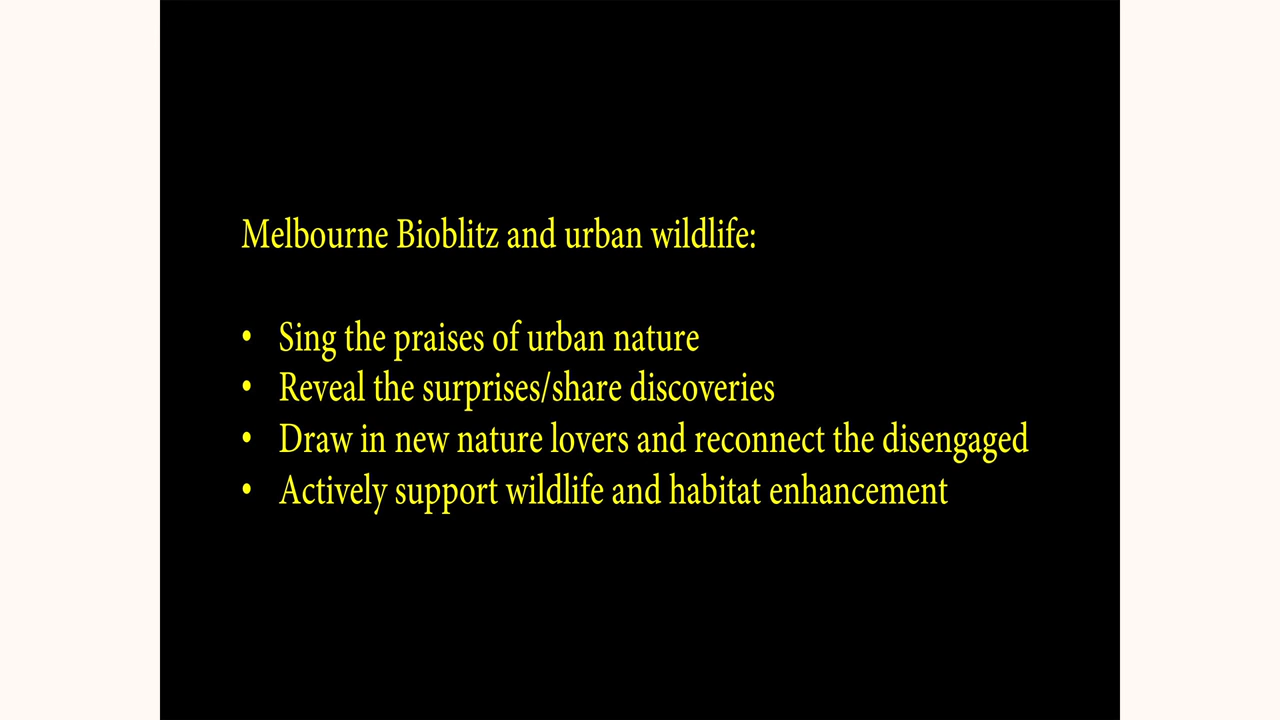 Melbourne Bioblitz and urban wildlife:
• Sing the praises of urban nature
• Reveal the surprises/share discoveries
• Draw in new nature lovers and reconnect the disengaged
• Actively support wildlife and habitat enhancement